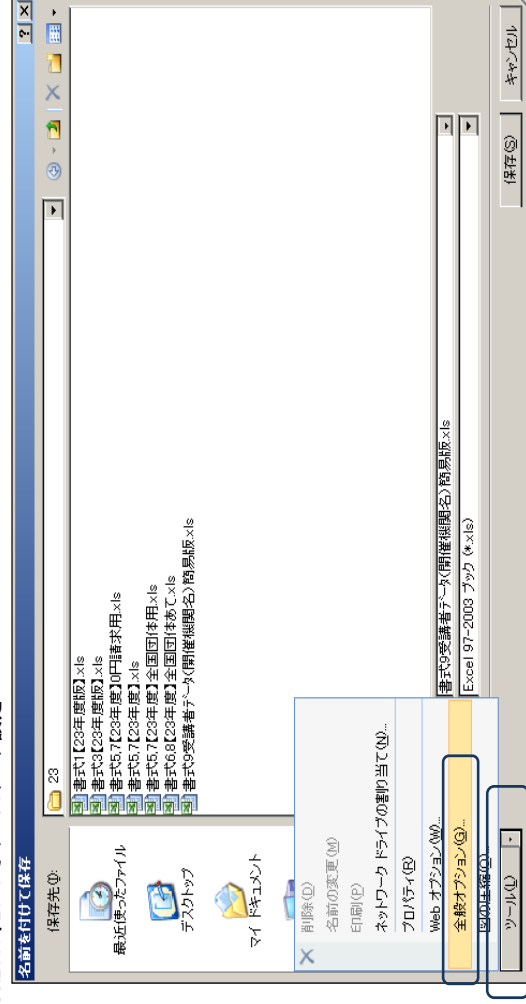 名前を付けて保存
保存先(I):
23
最近使ったファイル
デスクトップ
マイ ドキュメント
書式1【23年度版】.xls
書式3【23年度版】.xls
書式5,7【23年度】0円請求用.xls
書式5,7【23年度】.xls
書式5,7【23年度】全国団体用.xls
書式6,8【23年度】全国団体あて.xls
書式9受講者データ(開催機関名)簡易版.xls
削除(D)
名前の変更(M)
印刷(P)
ネットワーク ドライブの割り当て(N)...
プロパティ(R)
Web オプション(W)...
全般オプション(G)...
図の圧縮(O)...
書式9受講者データ(開催機関名)簡易版.xls
Excel 97-2003 ブック (*.xls)
ツール(L)
保存(S)
キャンセル